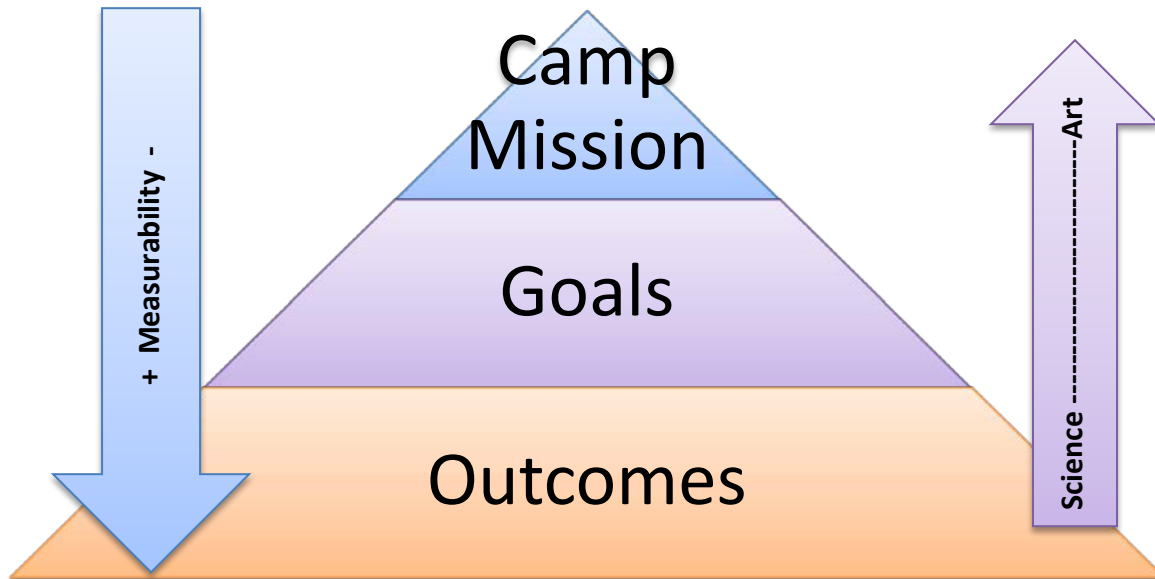 Camp
Mission
Goals
Outcomes
+ Measurability -
Science --------------------------Art